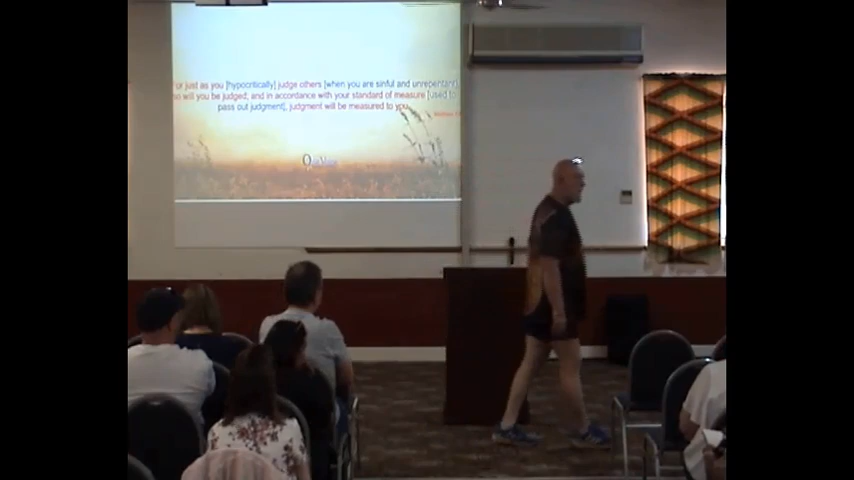 For just as you [hypocritically] judge others [when you are sinful and unrepentant],
so will you be judged; and in accordance with your standard of measure [used to
pass out judgment], judgment will be measured to you.